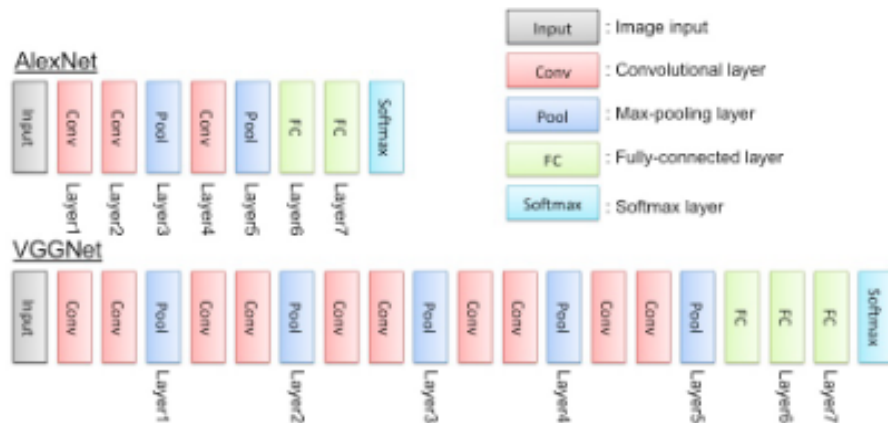 Input : Image input
AlexNet
Conv : Convolutional layer
Input Conv Conv Pool Conv Pool FC FC Softmax
Pool : Max-pooling layer
FC : Fully-connected layer
Layer1 Layer2 Layer3 Layer4 Layer5 Layer6 Layer7
Softmax : Softmax layer
VGGNet
Input Conv Conv Pool Conv Conv Pool Conv Conv Pool Conv Conv Pool Conv Conv Pool FC FC FC Softmax
Layer1 Layer2 Layer3 Layer4 Layer5 Layer6 Layer7